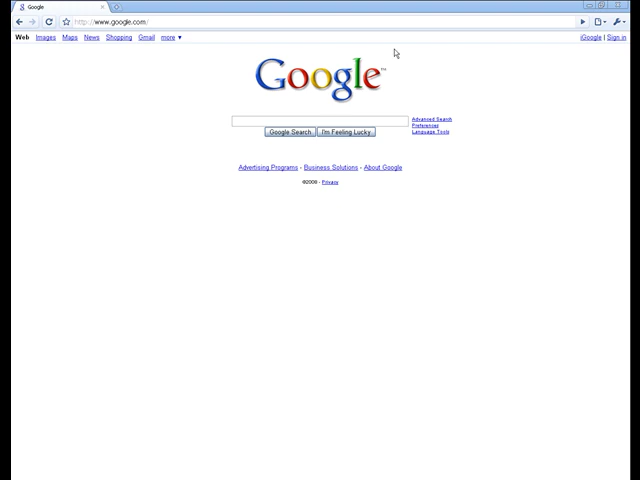 Google
http://www.google.com/
Web Images Maps News Shopping Gmail more ▼ iGoogle | Sign in
Google™
Advanced Search
Preferences
Language Tools
Google Search I'm Feeling Lucky
Advertising Programs - Business Solutions - About Google
©2008 - Privacy